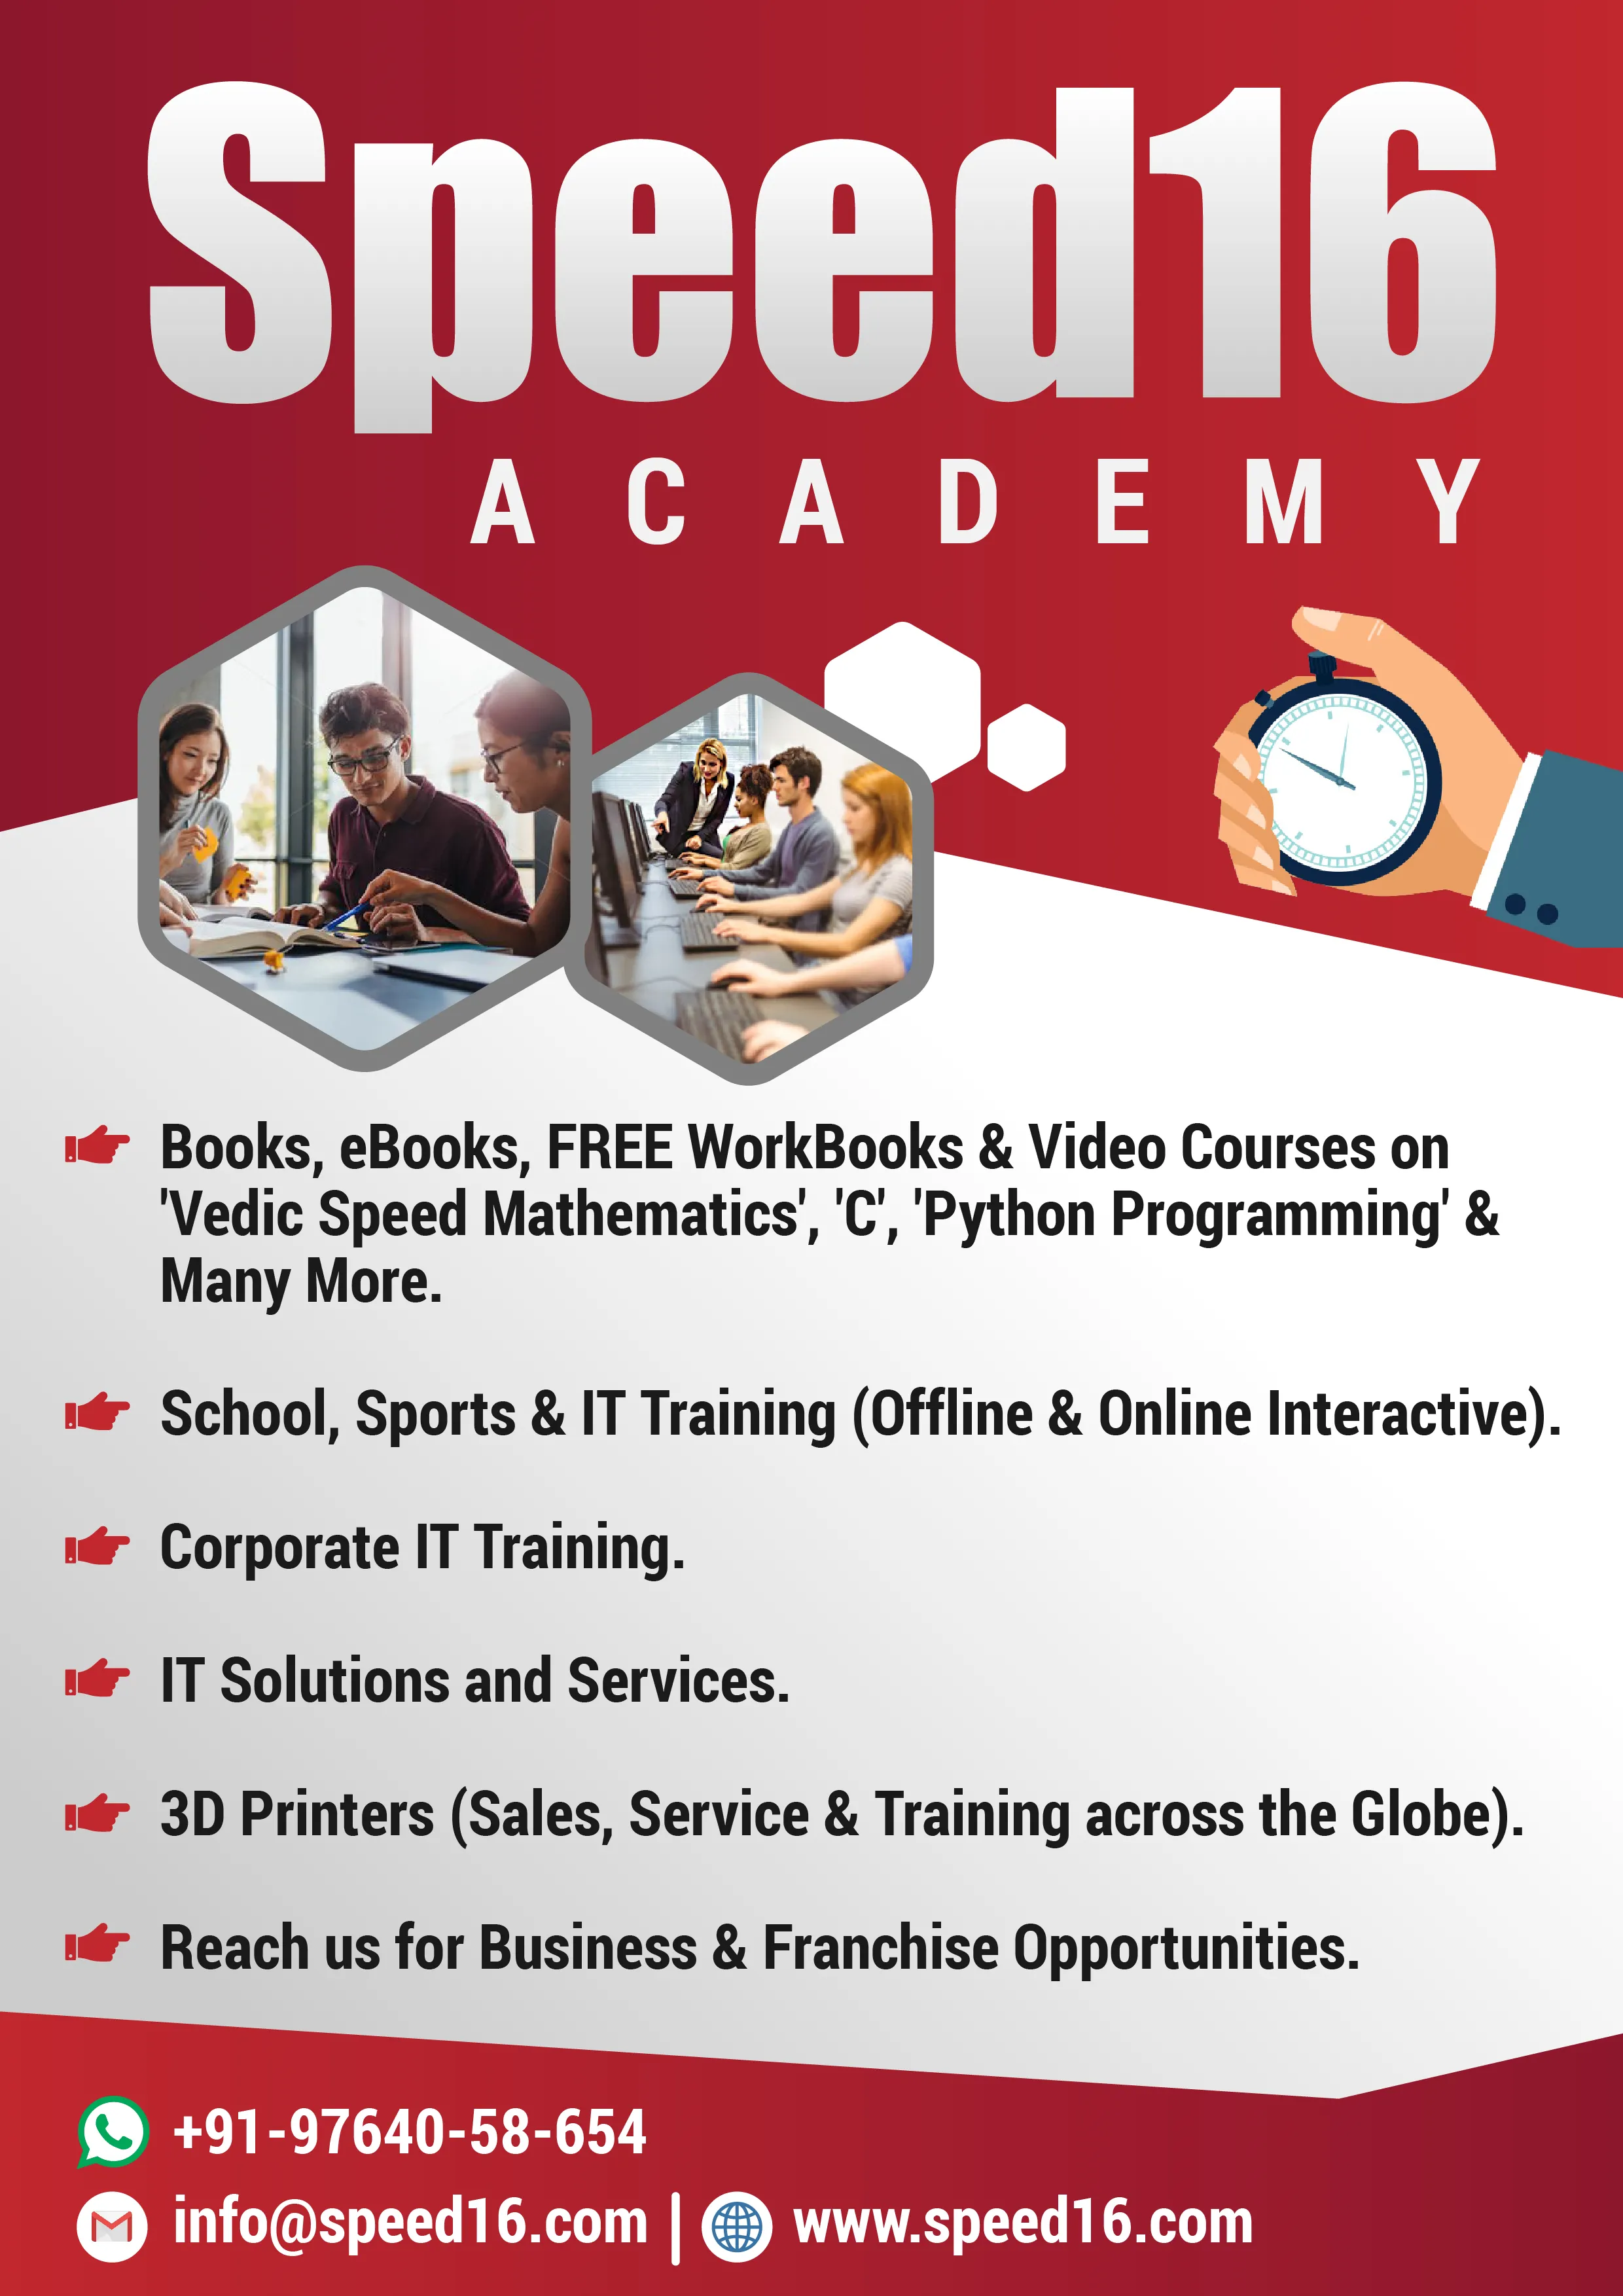 Speed16
ACADEMY
Books, eBooks, FREE WorkBooks & Video Courses on
'Vedic Speed Mathematics', 'C', 'Python Programming' &
Many More.
School, Sports & IT Training (Offline & Online Interactive).
Corporate IT Training.
IT Solutions and Services.
3D Printers (Sales, Service & Training across the Globe).
Reach us for Business & Franchise Opportunities.
+91-97640-58-654
info@speed16.com | www.speed16.com